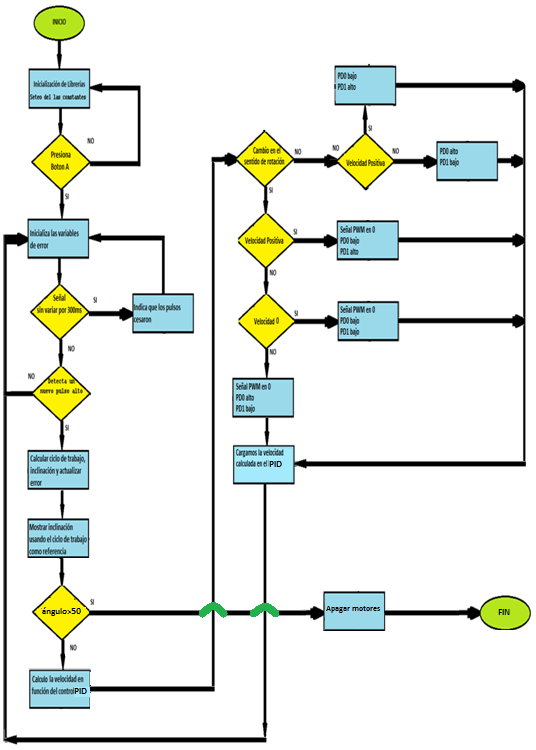 INICIO
Inicialización de Librerias
Seteo del las constantes
NO
Presiona
Boton A
SI
Inicializa las variables
de error
Señal
sin variar por 300ms
SI
Indica que los pulsos
cesaron
NO
NO
Detecta un
nuevo pulso alto
SI
Calcular ciclo de trabajo,
inclinación y actualizar
error
Mostrar inclinación
usando el ciclo de trabajo
como referencia
ángulo>50
SI
NO
Calculo la velocidad en
función del controlPID
Apagar motores
FIN
PD0 bajo
PD1 alto
SI
Cambio en el
sentido de rotación
NO
NO
Velocidad Positiva
NO
PD0 alto
PD1 bajo
SI
Velocidad Positiva
SI
Señal PWM en 0
PD0 bajo
PD1 alto
NO
Velocidad 0
SI
Señal PWM en 0
PD0 bajo
PD1 bajo
NO
Señal PWM en 0
PD0 alto
PD1 bajo
Cargamos la velocidad
calculada en el PID